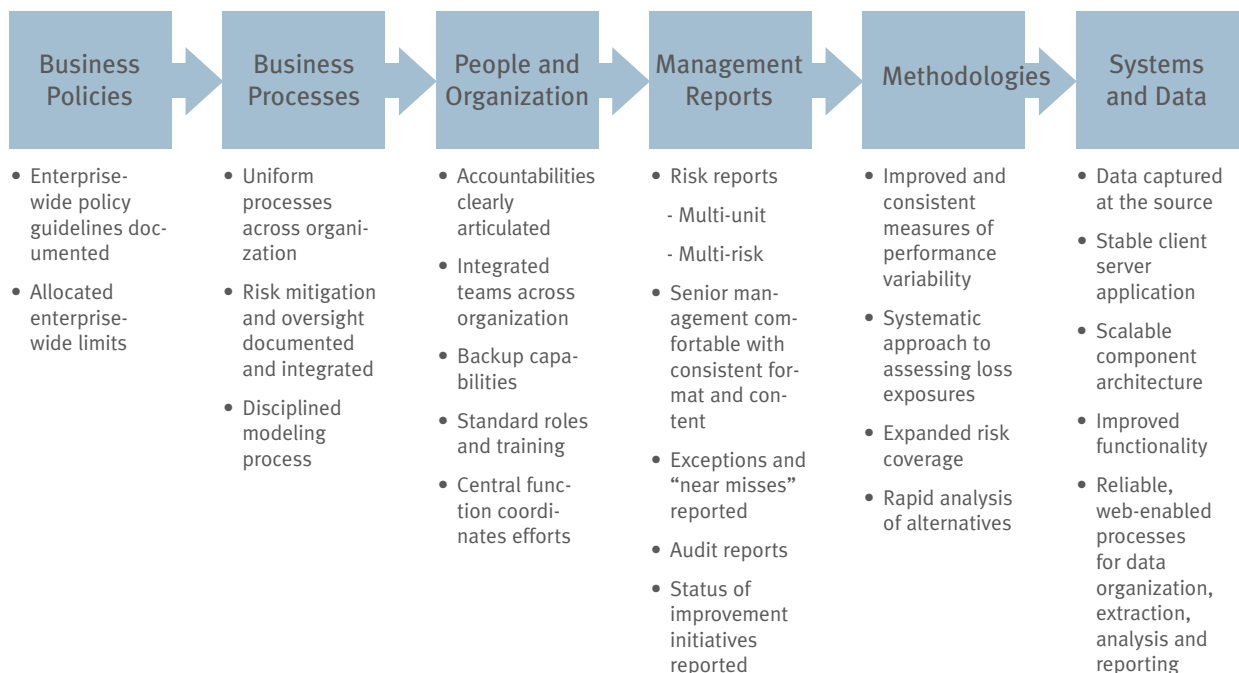 Business
Policies
Business
Processes
People and
Organization
Management
Reports
Methodologies
Systems
and Data
• Enterprise-
wide policy
guidelines doc-
umented
• Allocated
enterprise-
wide limits
• Uniform
processes
across organi-
zation
• Risk mitigation
and oversight
documented
and integrated
• Disciplined
modeling
process
• Accountabilities
clearly
articulated
• Integrated
teams across
organization
• Backup capa-
bilities
• Standard roles
and training
• Central func-
tion coordi-
nates efforts
• Risk reports
- Multi-unit
- Multi-risk
• Senior man-
agement com-
fortable with
consistent for-
mat and con-
tent
• Exceptions and
“near misses”
reported
• Audit reports
• Status of
improvement
initiatives
reported
• Improved and
consistent
measures of
performance
variability
• Systematic
approach to
assessing loss
exposures
• Expanded risk
coverage
• Rapid analysis
of alternatives
• Data captured
at the source
• Stable client
server
application
• Scalable
component
architecture
• Improved
functionality
• Reliable,
web-enabled
processes
for data
organization,
extraction,
analysis and
reporting